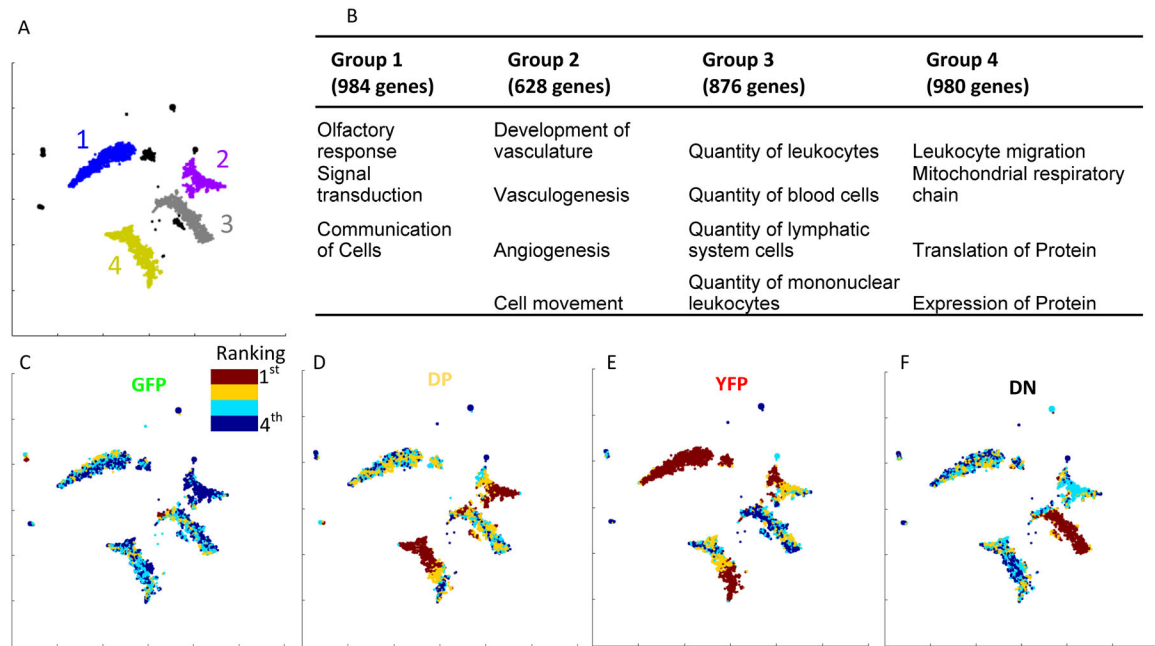 A
1
2
3
4
B
Group 1
(984 genes)
Group 2
(628 genes)
Group 3
(876 genes)
Group 4
(980 genes)
Olfactory
response
Signal
transduction
Communication
of Cells
Development of
vasculature
Vasculogenesis
Angiogenesis
Cell movement
Quantity of leukocytes
Quantity of blood cells
Quantity of lymphatic
system cells
Quantity of mononuclear
leukocytes
Leukocyte migration
Mitochondrial respiratory
chain
Translation of Protein
Expression of Protein
C
GFP
Ranking
1st
4th
D
DP
E
YFP
F
DN